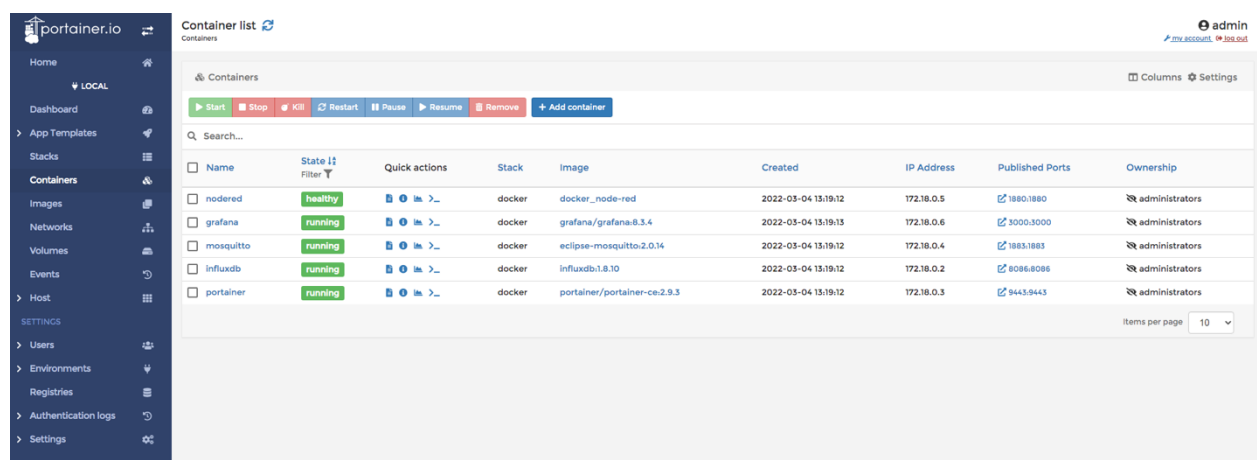 portainer.io
Home
LOCAL
Dashboard
App Templates
Stacks
Containers
Images
Networks
Volumes
Events
Host
SETTINGS
Users
Environments
Registries
Authentication logs
Settings
Container list
Containers
admin
my account log out
Containers
Columns Settings
Start Stop Kill Restart Pause Resume Remove + Add container
Search...
Name State Filter Quick actions Stack Image Created IP Address Published Ports Ownership
nodered healthy docker docker_node-red 2022-03-04 13:19:12 172.18.0.5 1880:1880 administrators
grafana running docker grafana/grafana:8.3.4 2022-03-04 13:19:13 172.18.0.6 3000:3000 administrators
mosquitto running docker eclipse-mosquitto:2.0.14 2022-03-04 13:19:12 172.18.0.4 1883:1883 administrators
influxdb running docker influxdb:1.8.10 2022-03-04 13:19:12 172.18.0.2 8086:8086 administrators
portainer running docker portainer/portainer-ce:2.9.3 2022-03-04 13:19:12 172.18.0.3 9443:9443 administrators
Items per page 10